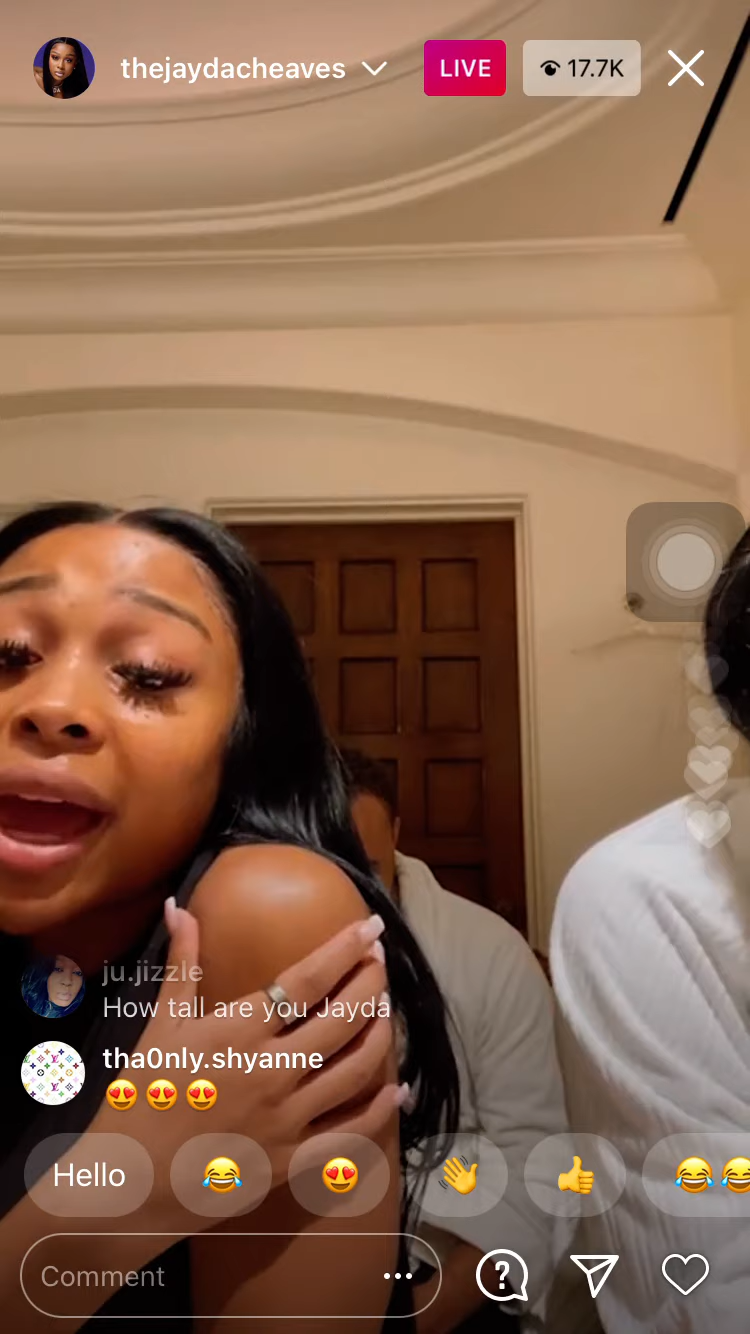 thejaydacheaves
LIVE
17.7K
ju.jizzle
How tall are you Jayda
tha0nly.shyanne
😍 😍 😍
Hello 😂 😍 👋 👍 😂 😂
Comment